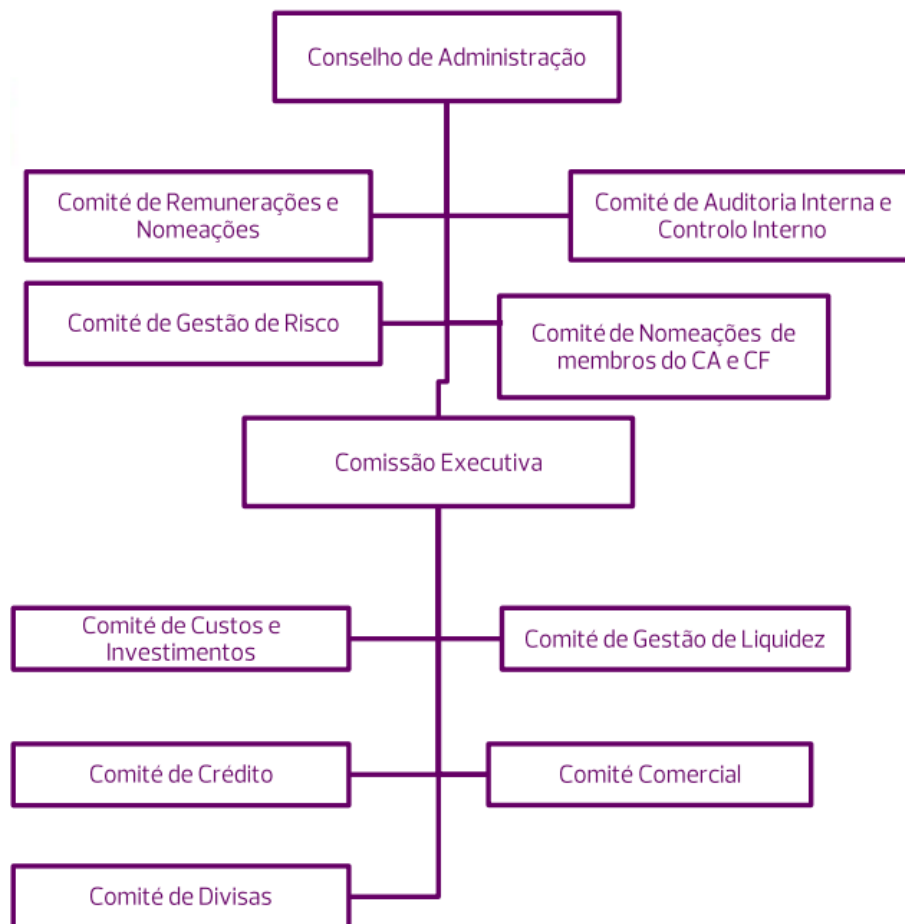 Conselho de Administração
Comité de Remunerações e
Nomeações
Comité de Auditoria Interna e
Controlo Interno
Comité de Gestão de Risco
Comité de Nomeações de
membros do CA e CF
Comissão Executiva
Comité de Custos e
Investimentos
Comité de Gestão de Liquidez
Comité de Crédito
Comité Comercial
Comité de Divisas